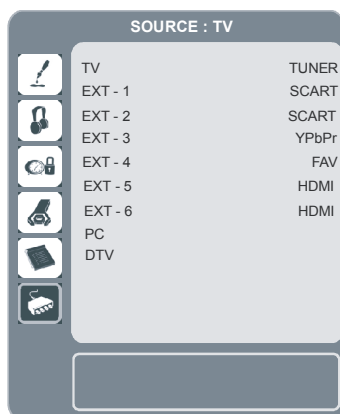 SOURCE : TV
TV TUNER
EXT - 1 SCART
EXT - 2 SCART
EXT - 3 YPbPr
EXT - 4 FAV
EXT - 5 HDMI
EXT - 6 HDMI
PC
DTV